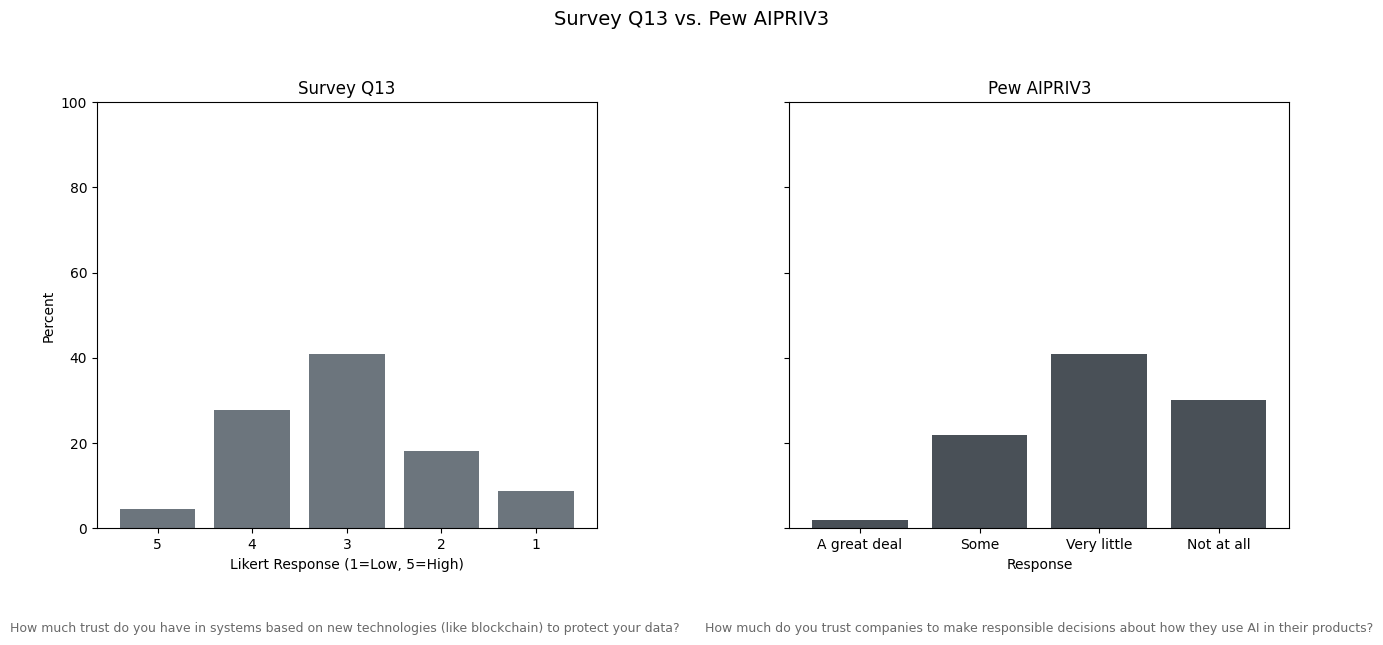 Survey Q13 vs. Pew AIPRIV3
Survey Q13
100
80
60
40
20
0
Percent
5 4 3 2 1
Likert Response (1=Low, 5=High)
How much trust do you have in systems based on new technologies (like blockchain) to protect your data?
Pew AIPRIV3
A great deal Some Very little Not at all
Response
How much do you trust companies to make responsible decisions about how they use AI in their products?